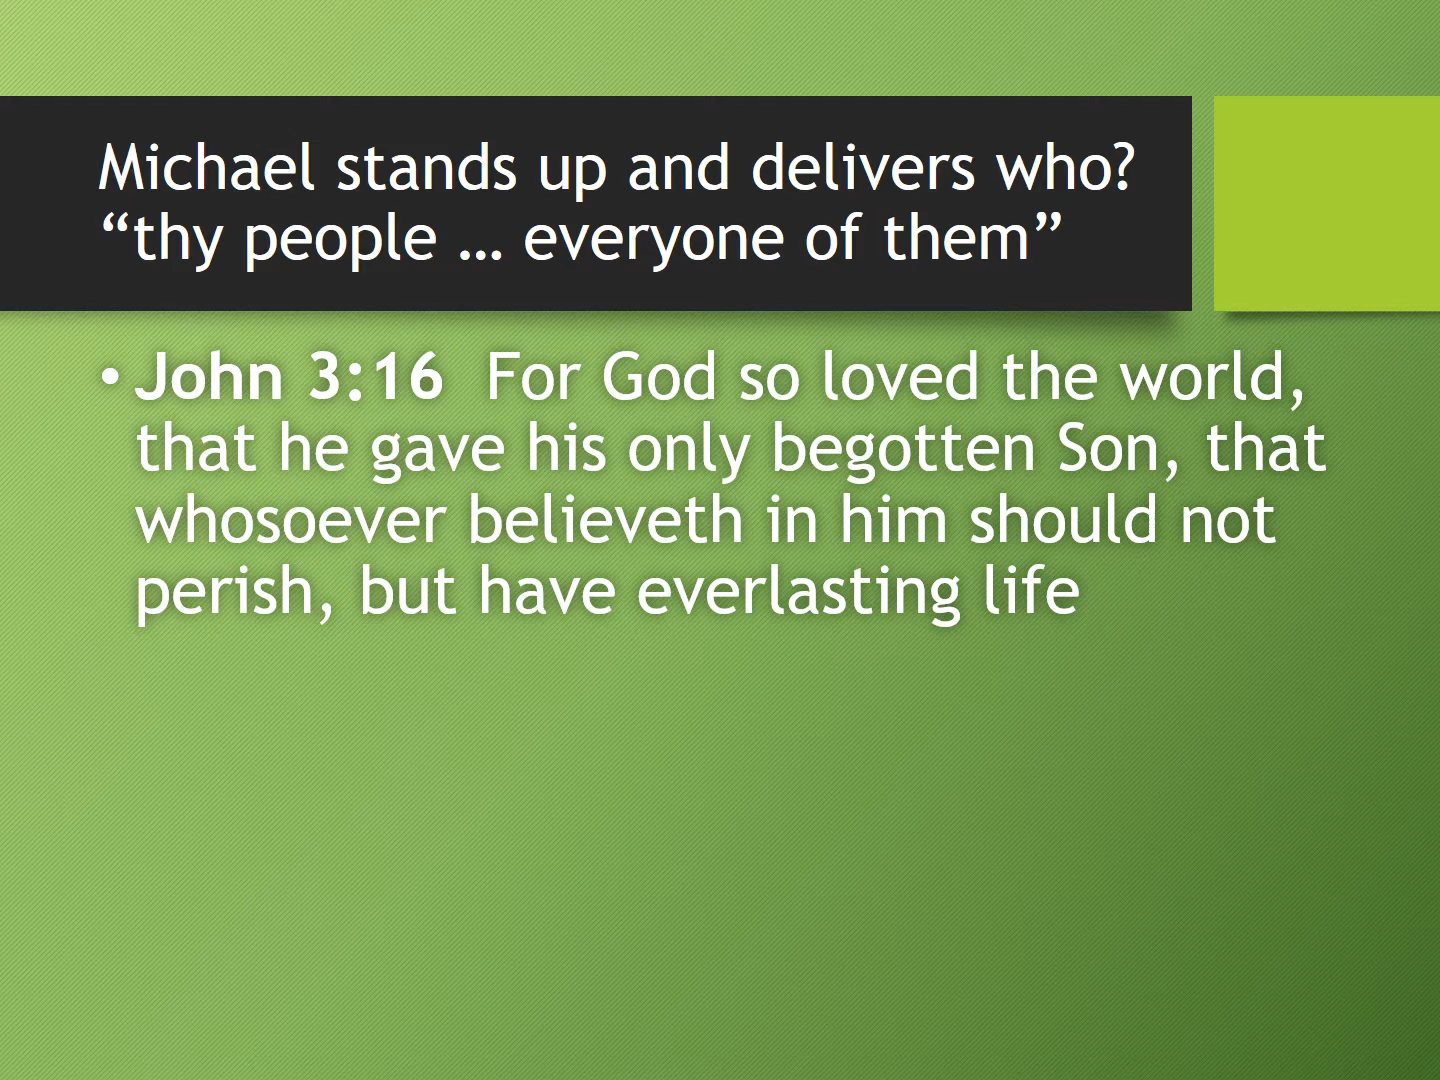 Michael stands up and delivers who?
“thy people … everyone of them”
• John 3:16  For God so loved the world,
that he gave his only begotten Son, that
whosoever believeth in him should not
perish, but have everlasting life